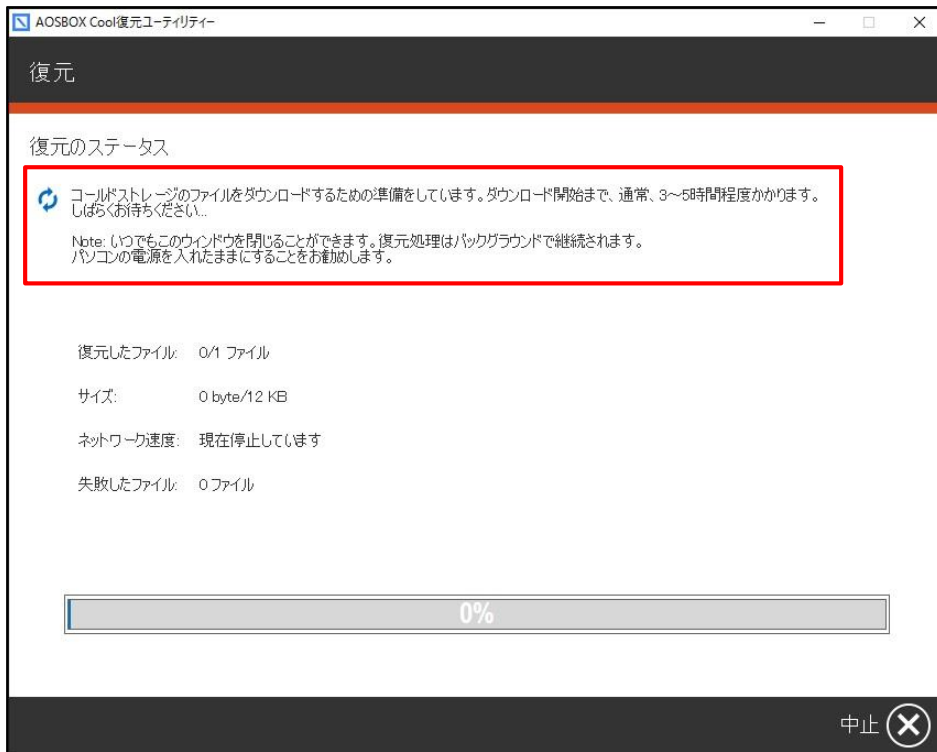 AOSBOX Cool復元ユーティリティー
復元
復元のステータス
コールドストレージのファイルをダウンロードするための準備をしています。ダウンロード開始まで、通常、3～5時間程度かかります。
しばらくお待ちください...
Note: いつでもこのウィンドウを閉じることができます。復元処理はバックグラウンドで継続されます。
パソコンの電源を入れたままにすることをお勧めします。
復元したファイル: 0/1 ファイル
サイズ: 0 byte/12 KB
ネットワーク速度: 現在停止しています
失敗したファイル: 0 ファイル
0%
中止